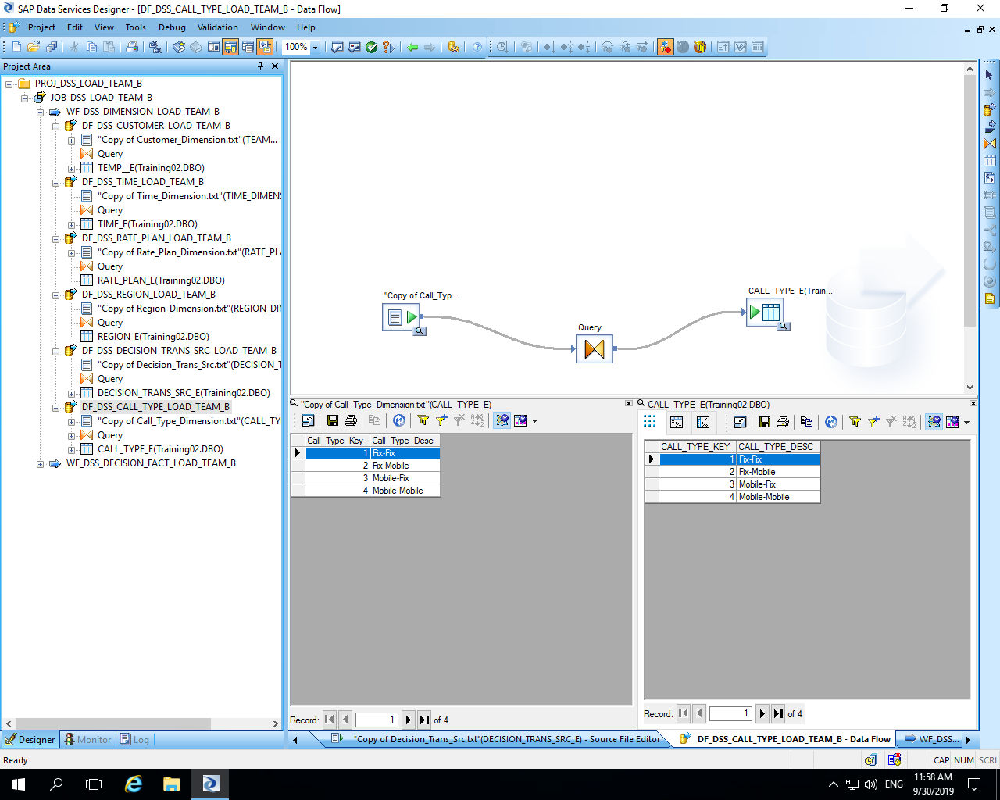 SAP Data Services Designer - [DF_DSS_CALL_TYPE_LOAD_TEAM_B - Data Flow]
Project Edit View Tools Debug Validation Window Help
100%
Project Area
PROJ_DSS_LOAD_TEAM_B
JOB_DSS_LOAD_TEAM_B
WF_DSS_DIMENSION_LOAD_TEAM_B
DF_DSS_CUSTOMER_LOAD_TEAM_B
"Copy of Customer_Dimension.txt"(TEAM...
Query
TEMP__E(Training02.DBO)
DF_DSS_TIME_LOAD_TEAM_B
"Copy of Time_Dimension.txt"(TIME_DIMENS
Query
TIME_E(Training02.DBO)
DF_DSS_RATE_PLAN_LOAD_TEAM_B
"Copy of Rate_Plan_Dimension.txt"(RATE_PL
Query
RATE_PLAN_E(Training02.DBO)
DF_DSS_REGION_LOAD_TEAM_B
"Copy of Region_Dimension.txt"(REGION_DI
Query
REGION_E(Training02.DBO)
DF_DSS_DECISION_TRANS_SRC_LOAD_TEAM_B
"Copy of Decision_Trans_Src.txt"(DECISION_T
Query
DECISION_TRANS_SRC_E(Training02.DBO)
DF_DSS_CALL_TYPE_LOAD_TEAM_B
"Copy of Call_Type_Dimension.txt"(CALL_TY
Query
CALL_TYPE_E(Training02.DBO)
WF_DSS_DECISION_FACT_LOAD_TEAM_B
Designer Monitor Log
"Copy of Call_Typ...
Query
CALL_TYPE_E(Train...
"Copy of Call_Type_Dimension.txt"(CALL_TYPE_E)
Call_Type_Key Call_Type_Desc
1 Fix-Fix
2 Fix-Mobile
3 Mobile-Fix
4 Mobile-Mobile
Record: 1 of 4
CALL_TYPE_E(Training02.DBO)
CALL_TYPE_KEY CALL_TYPE_DESC
1 Fix-Fix
2 Fix-Mobile
3 Mobile-Fix
4 Mobile-Mobile
Record: 1 of 4
"Copy of Decision_Trans_Src.txt"(DECISION_TRANS_SRC_E) - Source File Editor
DF_DSS_CALL_TYPE_LOAD_TEAM_B - Data Flow
WF_DSS...
Ready
CAP NUM SCRL
ENG
11:58 AM
9/30/2019